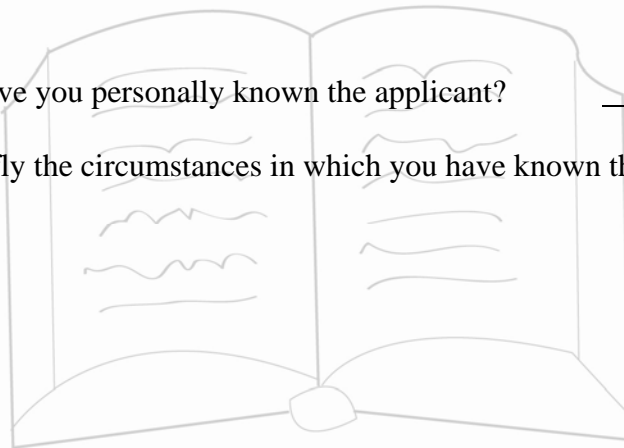 ve you personally known the applicant?
ly the circumstances in which you have known th